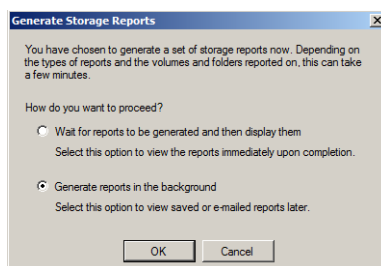 Generate Storage Reports
You have chosen to generate a set of storage reports now. Depending on
the types of reports and the volumes and folders reported on, this can take
a few minutes.
How do you want to proceed?
Wait for reports to be generated and then display them
Select this option to view the reports immediately upon completion.
Generate reports in the background
Select this option to view saved or e-mailed reports later.
OK Cancel